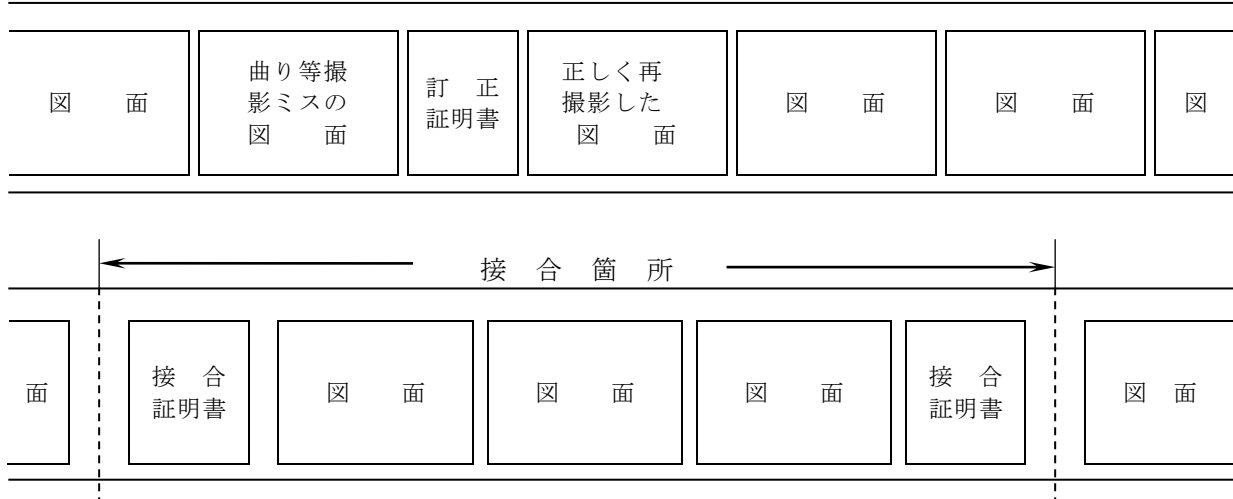 図　面
曲り等撮
影ミスの
図　面
訂　正
証明書
正しく再
撮影した
図　面
図　面
図　面
図
接　合　箇　所
面
接　合
証明書
図　面
図　面
図　面
接　合
証明書
図　面